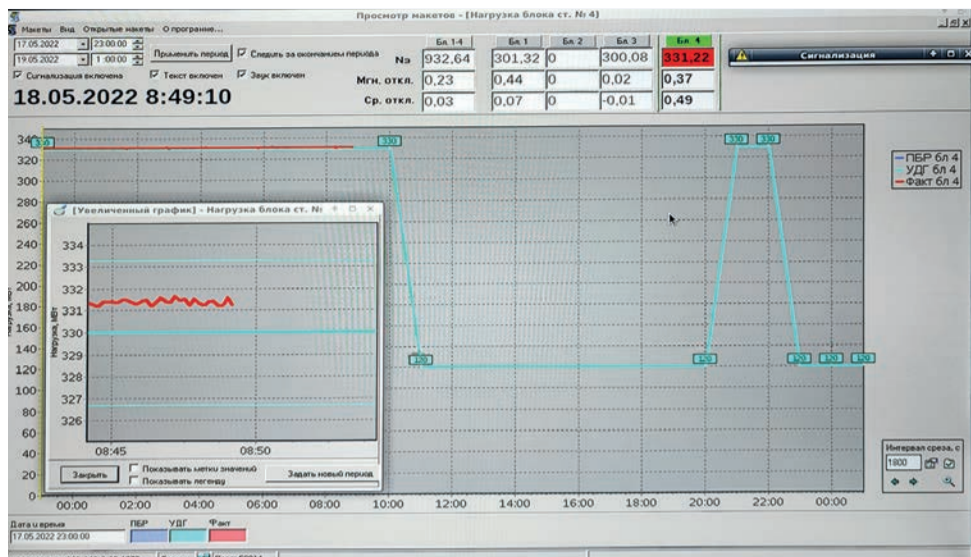 Просмотр макетов - [Нагрузка блока ст. № 4]
Макеты Вид Открытые макеты О программе...
17.05.2022 23:00:00 Применить период Следить за окончанием периода
19.05.2022 1:00:00
Сигнализация включена Текст включен Звук включен
18.05.2022 8:49:10
Бл. 1-4 Бл. 1 Бл. 2 Бл. 3 Бл. 4
Nэ 932,64 301,32 0 300,08 331,22
Мгн. откл. 0,23 0,44 0 0,02 0,37
Ср. откл. 0,03 0,07 0 -0,01 0,49
Сигнализация
340
320
300
280
260
240
220
200
180
160
140
120
100
80
60
40
20
0
330 330 330 330
120 120 120 120 120
ПБР бл 4
УДГ бл 4
Факт бл 4
[Увеличенный график] - Нагрузка блока ст. №
Нагрузка, МВт
334
333
332
331
330
329
328
327
326
08:45 08:50
Закрыть Показывать метки значений Задать новый период
Показывать легенду
00:00 02:00 04:00 06:00 08:00 10:00 12:00 14:00 16:00 18:00 20:00 22:00 00:00
Интервал среза, с
1800
Дата и время ПБР УДГ Факт
17.05.2022 23:00:00